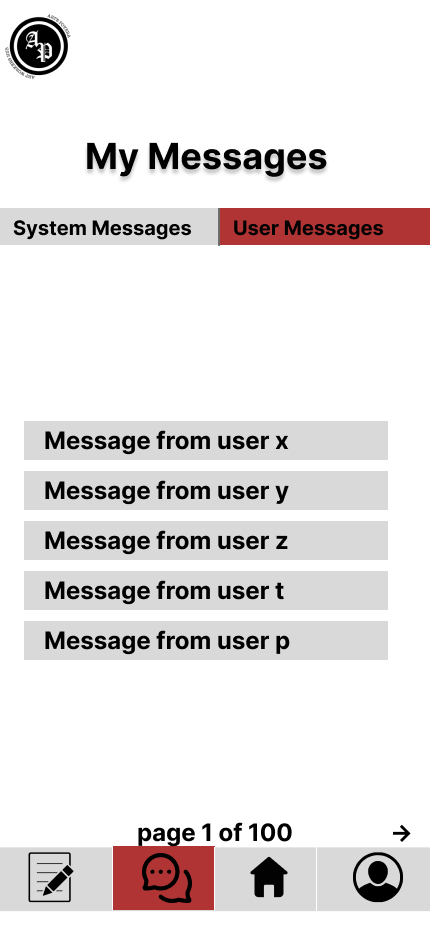 AP
My Messages
System Messages
User Messages
Message from user x
Message from user y
Message from user z
Message from user t
Message from user p
page 1 of 100 →